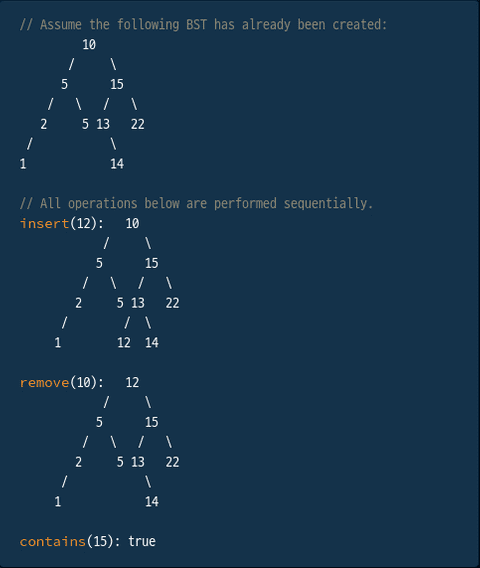 // Assume the following BST has already been created:
10
/ \
5 15
/ \ / \
2 5 13 22
/ \
1 14
// All operations below are performed sequentially.
insert(12): 10
/ \
5 15
/ \ / \
2 5 13 22
/ / \
1 12 14
remove(10): 12
/ \
5 15
/ \ / \
2 5 13 22
/ \
1 14
contains(15): true